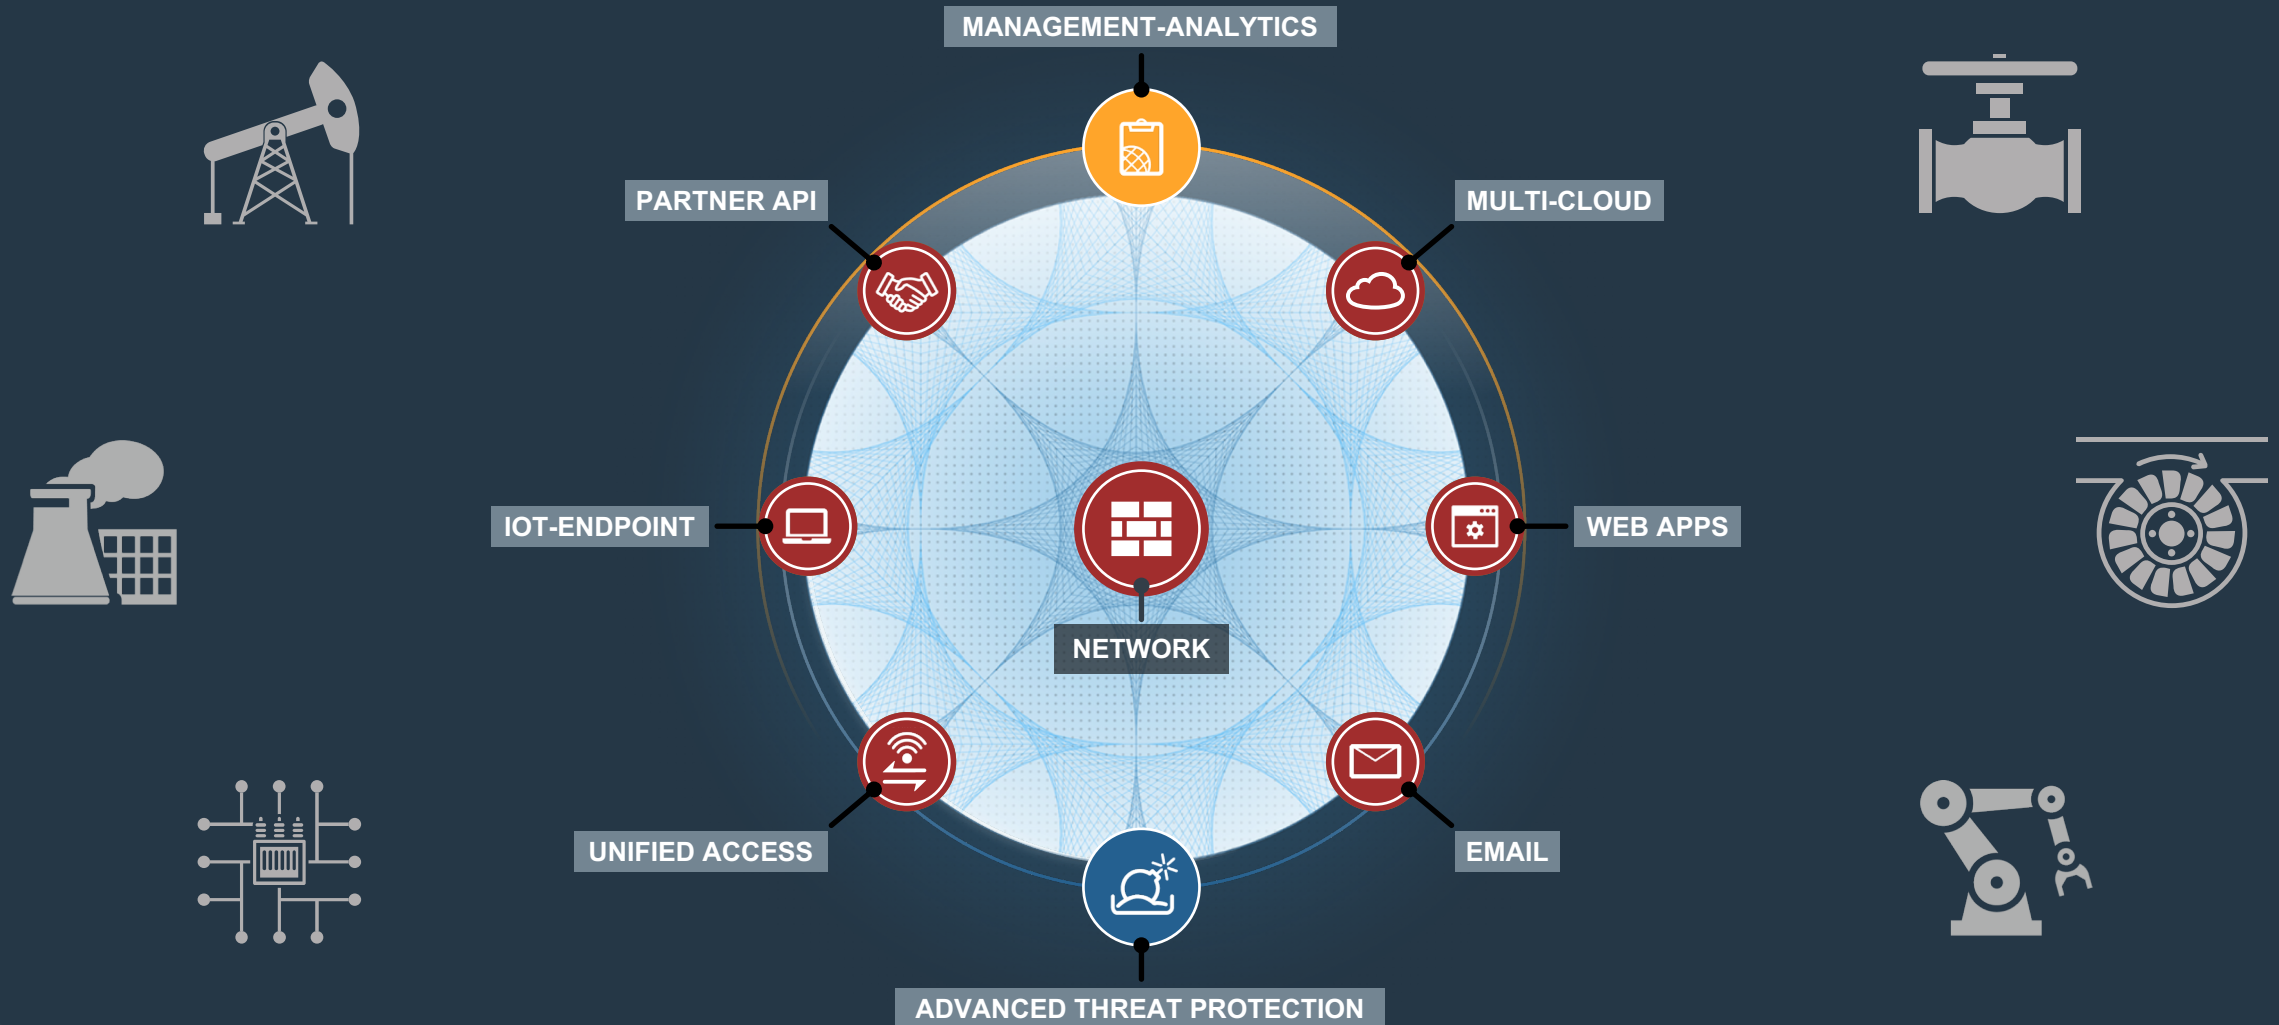 MANAGEMENT-ANALYTICS
PARTNER API
MULTI-CLOUD
IOT-ENDPOINT
WEB APPS
NETWORK
UNIFIED ACCESS
EMAIL
ADVANCED THREAT PROTECTION